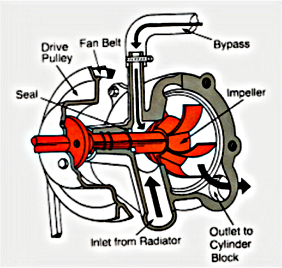 Fan Belt
Drive
Pulley
Bypass
Seal
Impeller
Inlet from Radiator
Outlet to
Cylinder
Block